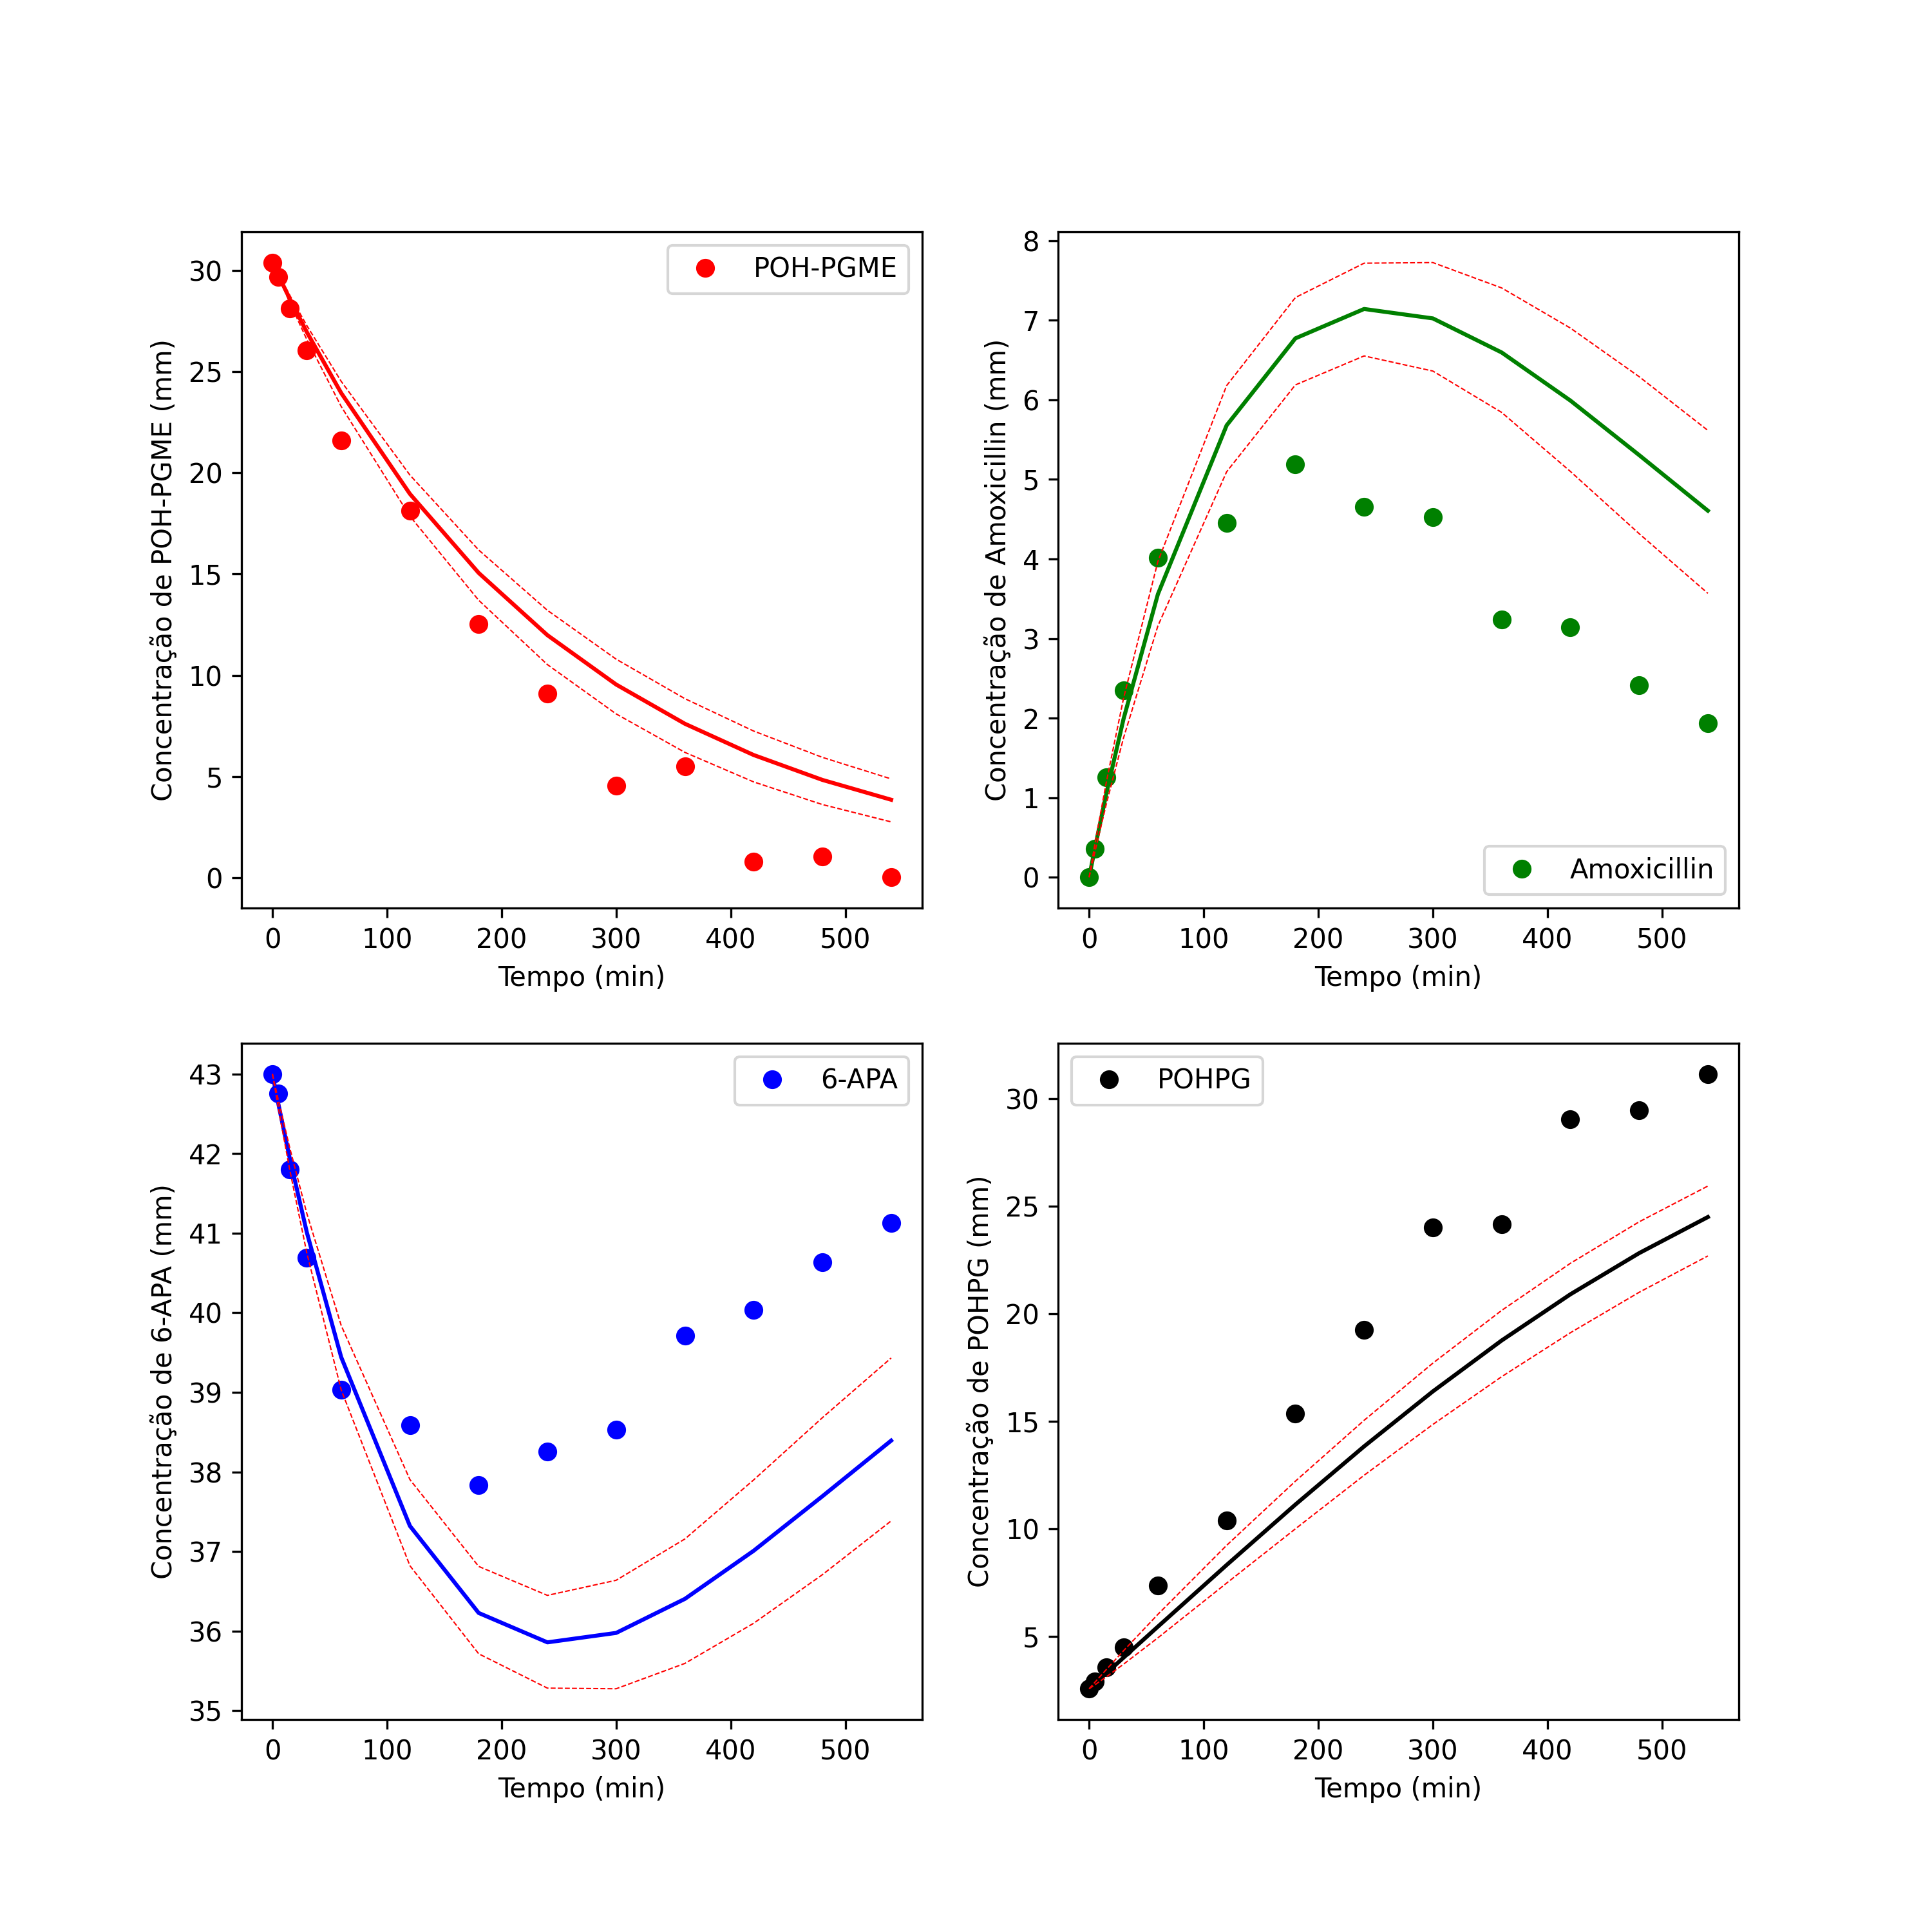 POH-PGME
Concentração de POH-PGME (mm)
30
25
20
15
10
5
0
0 100 200 300 400 500
Tempo (min)
Amoxicillin
Concentração de Amoxicillin (mm)
8
7
6
5
4
3
2
1
0
0 100 200 300 400 500
Tempo (min)
6-APA
Concentração de 6-APA (mm)
43
42
41
40
39
38
37
36
35
0 100 200 300 400 500
Tempo (min)
POHPG
Concentração de POHPG (mm)
30
25
20
15
10
5
0 100 200 300 400 500
Tempo (min)